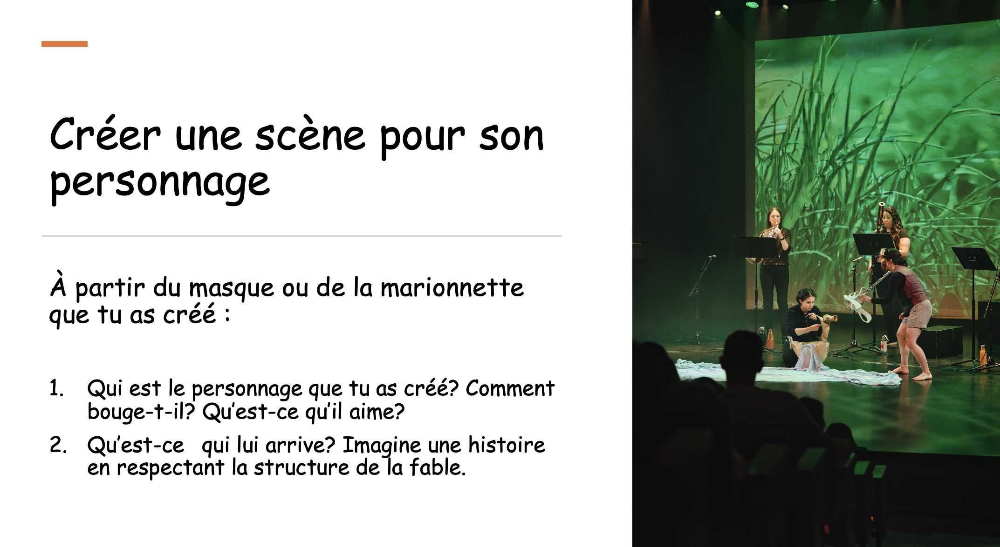 Créer une scène pour son
personnage
À partir du masque ou de la marionnette
que tu as créé :
1. Qui est le personnage que tu as créé? Comment
bouge-t-il? Qu’est-ce qu’il aime?
2. Qu’est-ce  qui lui arrive? Imagine une histoire
en respectant la structure de la fable.